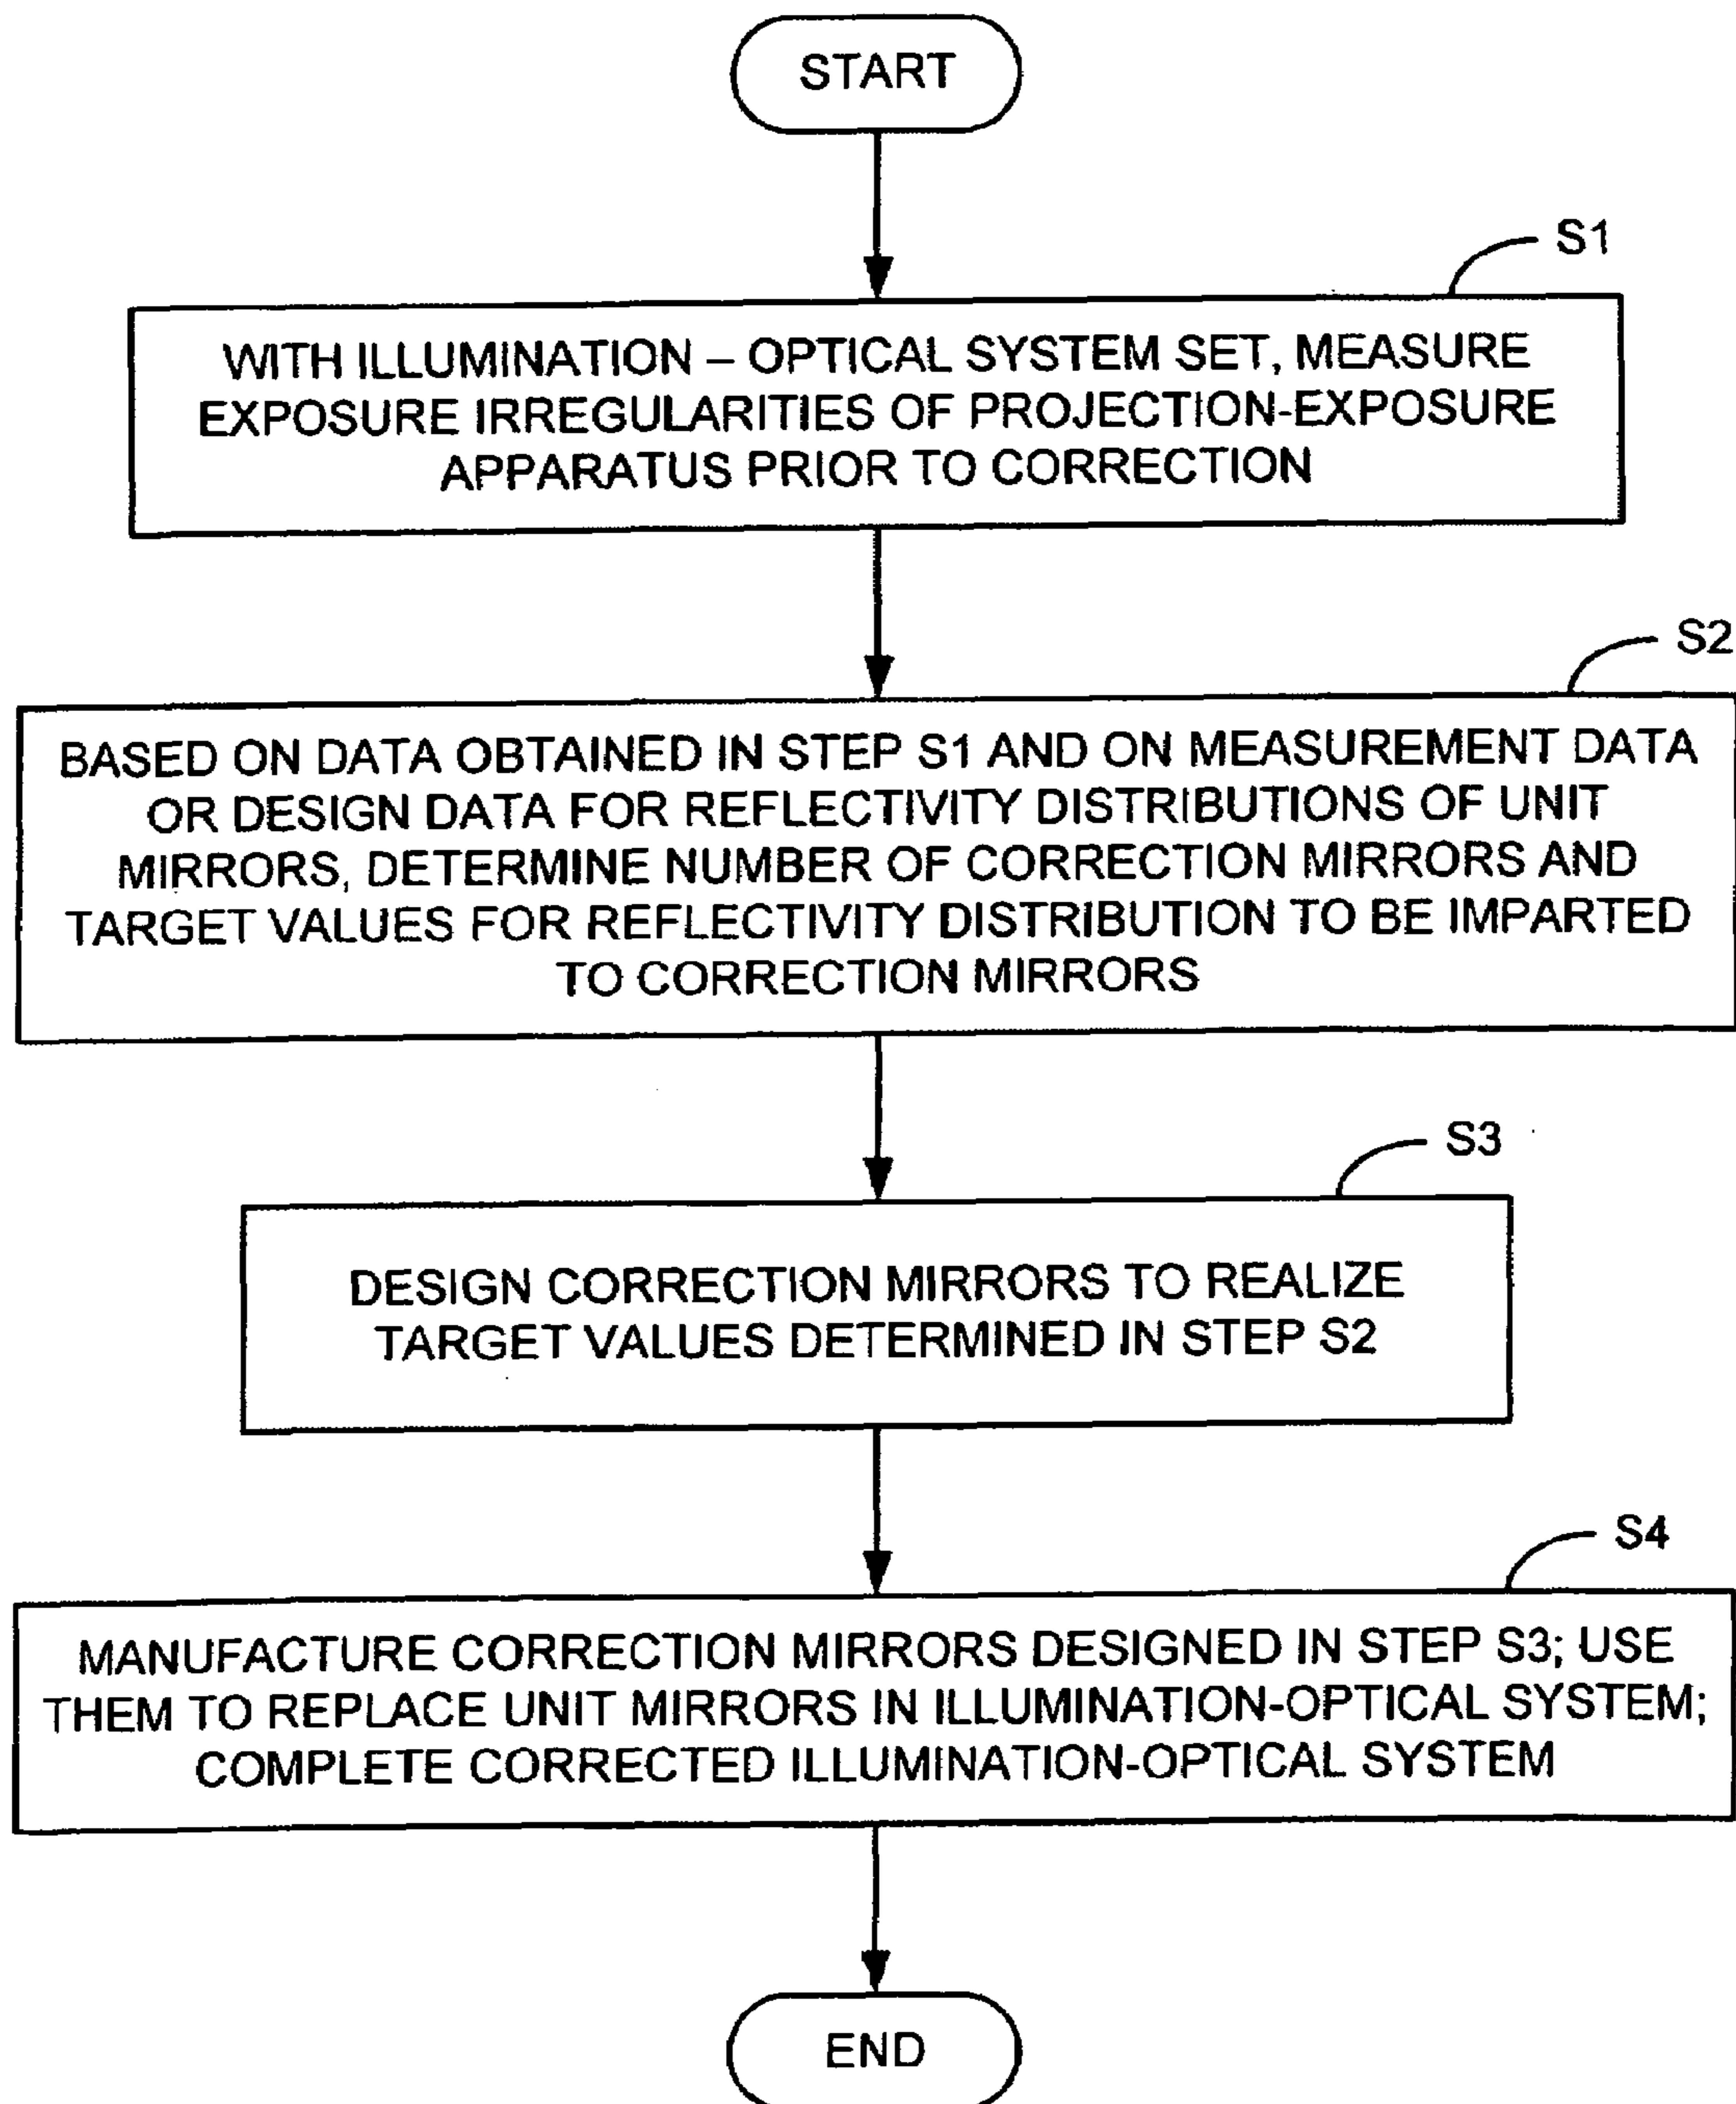 START
S1
WITH ILLUMINATION – OPTICAL SYSTEM SET, MEASURE
EXPOSURE IRREGULARITIES OF PROJECTION-EXPOSURE
APPARATUS PRIOR TO CORRECTION
S2
BASED ON DATA OBTAINED IN STEP S1 AND ON MEASUREMENT DATA
OR DESIGN DATA FOR REFLECTIVITY DISTRIBUTIONS OF UNIT
MIRRORS, DETERMINE NUMBER OF CORRECTION MIRRORS AND
TARGET VALUES FOR REFLECTIVITY DISTRIBUTION TO BE IMPARTED
TO CORRECTION MIRRORS
S3
DESIGN CORRECTION MIRRORS TO REALIZE
TARGET VALUES DETERMINED IN STEP S2
S4
MANUFACTURE CORRECTION MIRRORS DESIGNED IN STEP S3; USE
THEM TO REPLACE UNIT MIRRORS IN ILLUMINATION-OPTICAL SYSTEM;
COMPLETE CORRECTED ILLUMINATION-OPTICAL SYSTEM
END